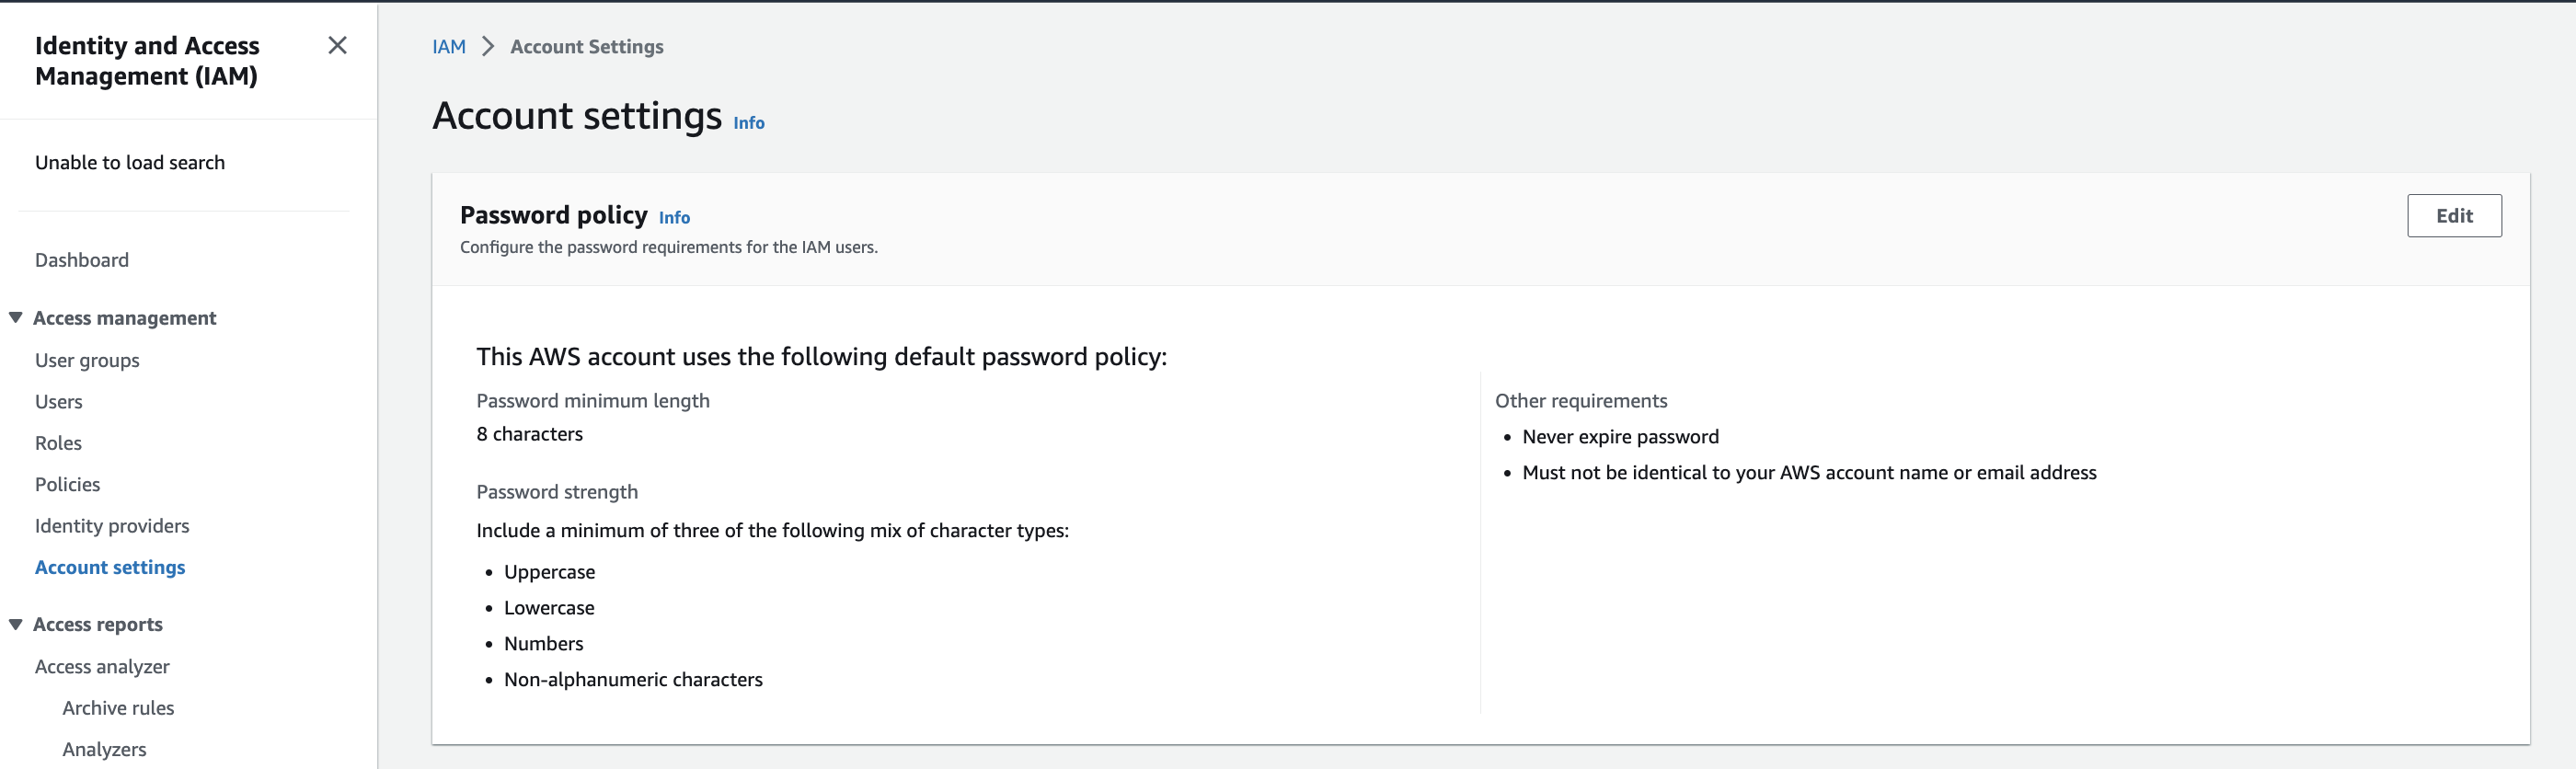 Identity and Access
Management (IAM)
Unable to load search
Dashboard
Access management
User groups
Users
Roles
Policies
Identity providers
Account settings
Access reports
Access analyzer
Archive rules
Analyzers
IAM > Account Settings
Account settings Info
Password policy Info
Configure the password requirements for the IAM users.
Edit
This AWS account uses the following default password policy:
Password minimum length
8 characters
Password strength
Include a minimum of three of the following mix of character types:
• Uppercase
• Lowercase
• Numbers
• Non-alphanumeric characters
Other requirements
• Never expire password
• Must not be identical to your AWS account name or email address